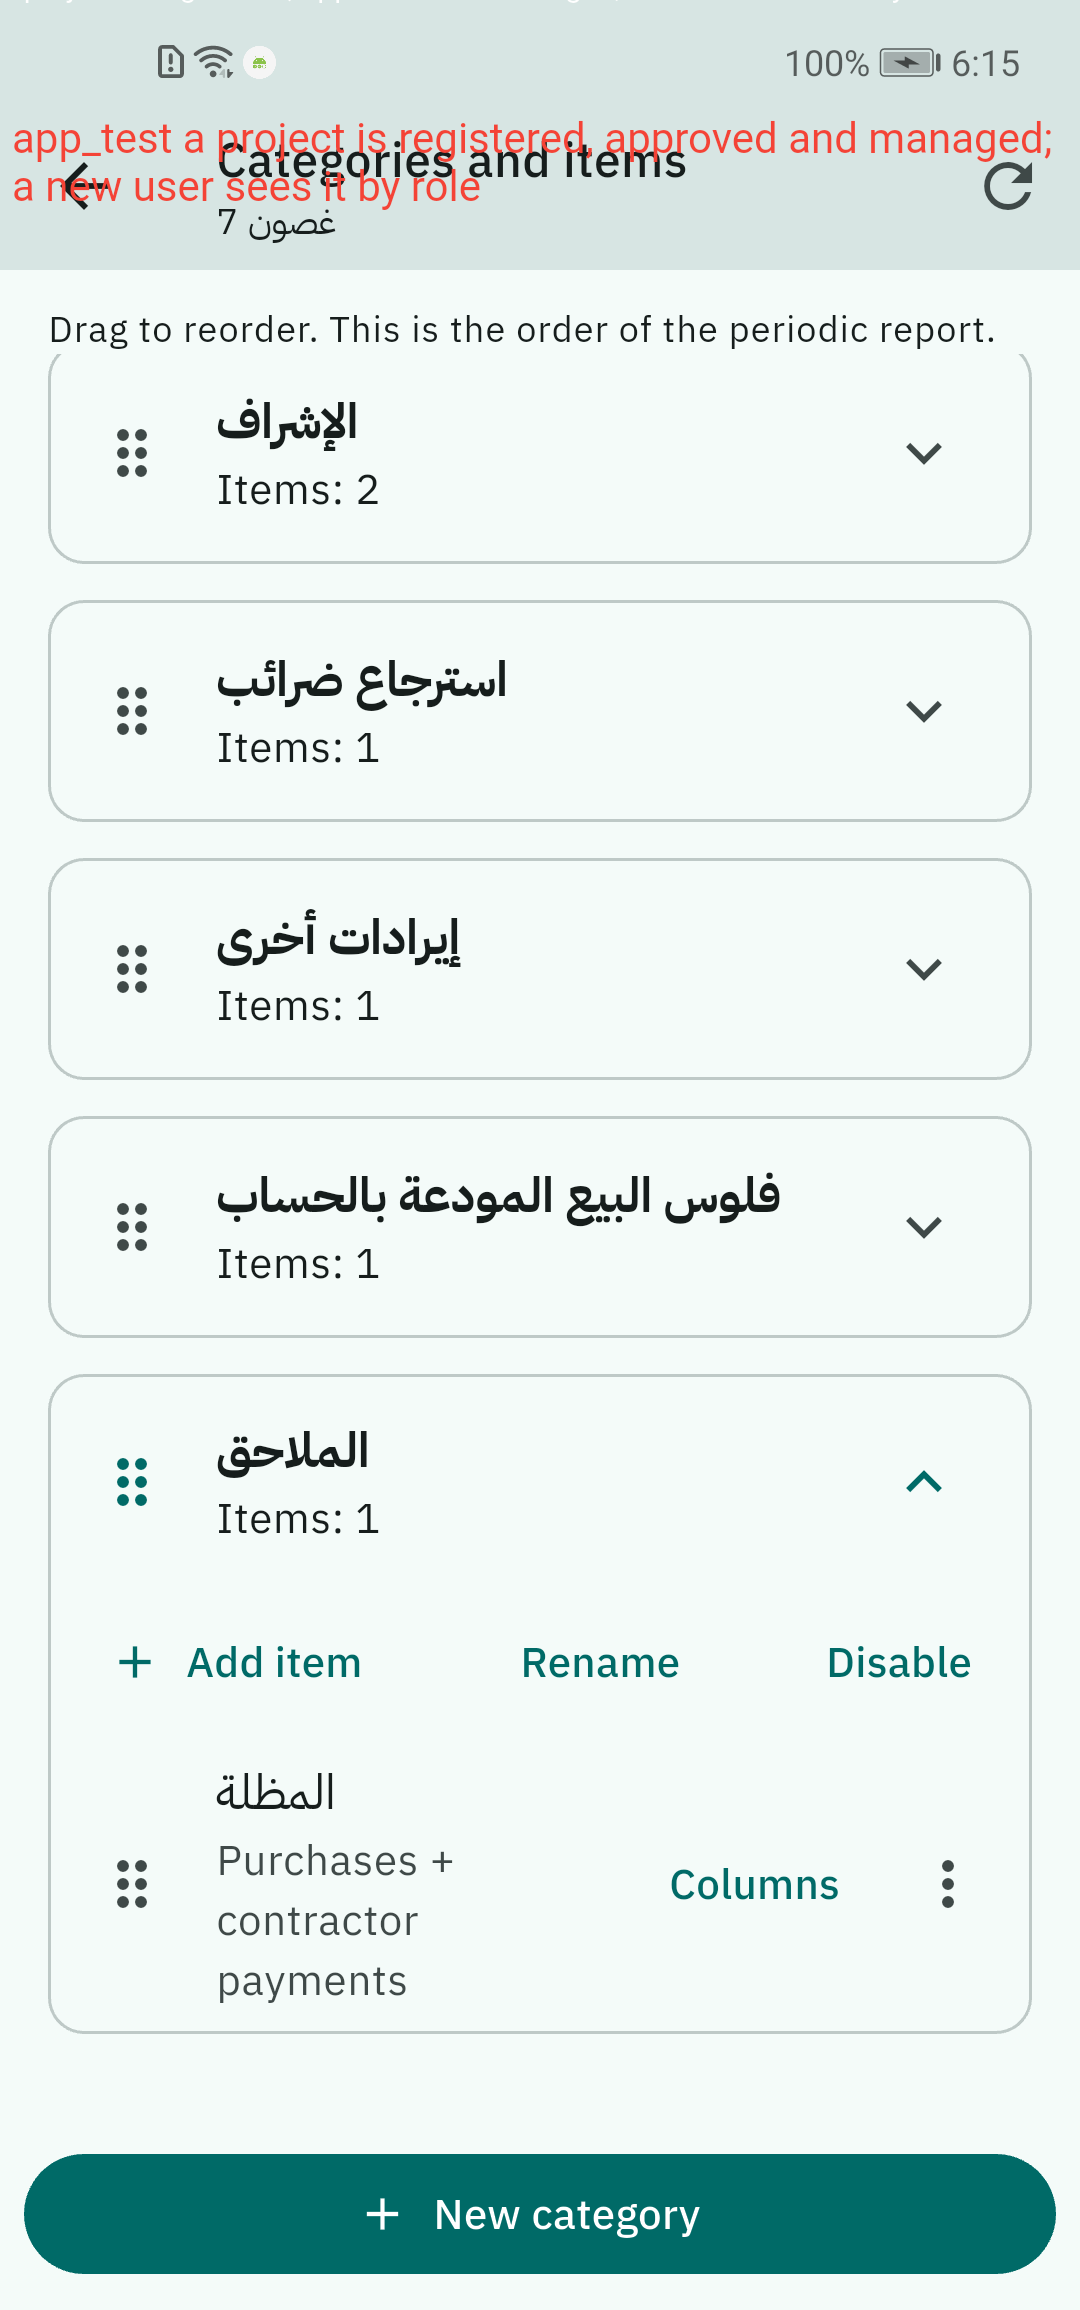 100% 6:15
app_test a project is registered, approved and managed;
a new user sees it by role
Categories and items
غصون 7
Drag to reorder. This is the order of the periodic report.
الإشراف
Items: 2
استرجاع ضرائب
Items: 1
إيرادات أخرى
Items: 1
فلوس البيع المودعة بالحساب
Items: 1
الملاحق
Items: 1
+ Add item Rename Disable
المظلة
Purchases +
contractor
payments
Columns
+ New category